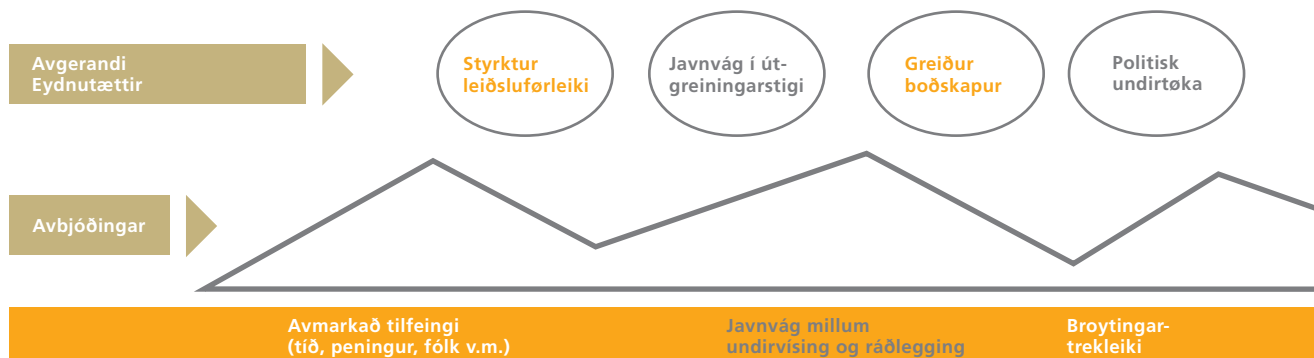 Avgerandi
Eydnutættir
Styrktur
leiðsluførleiki
Javnvág í út-
greiningarstigi
Greiður
boðskapur
Politisk
undirtøka
Avbjóðingar
Avmarkað tilfeingi
(tíð, peningur, fólk v.m.)
Javnvág millum
undirvísing og ráðlegging
Broytingar-
trekleiki